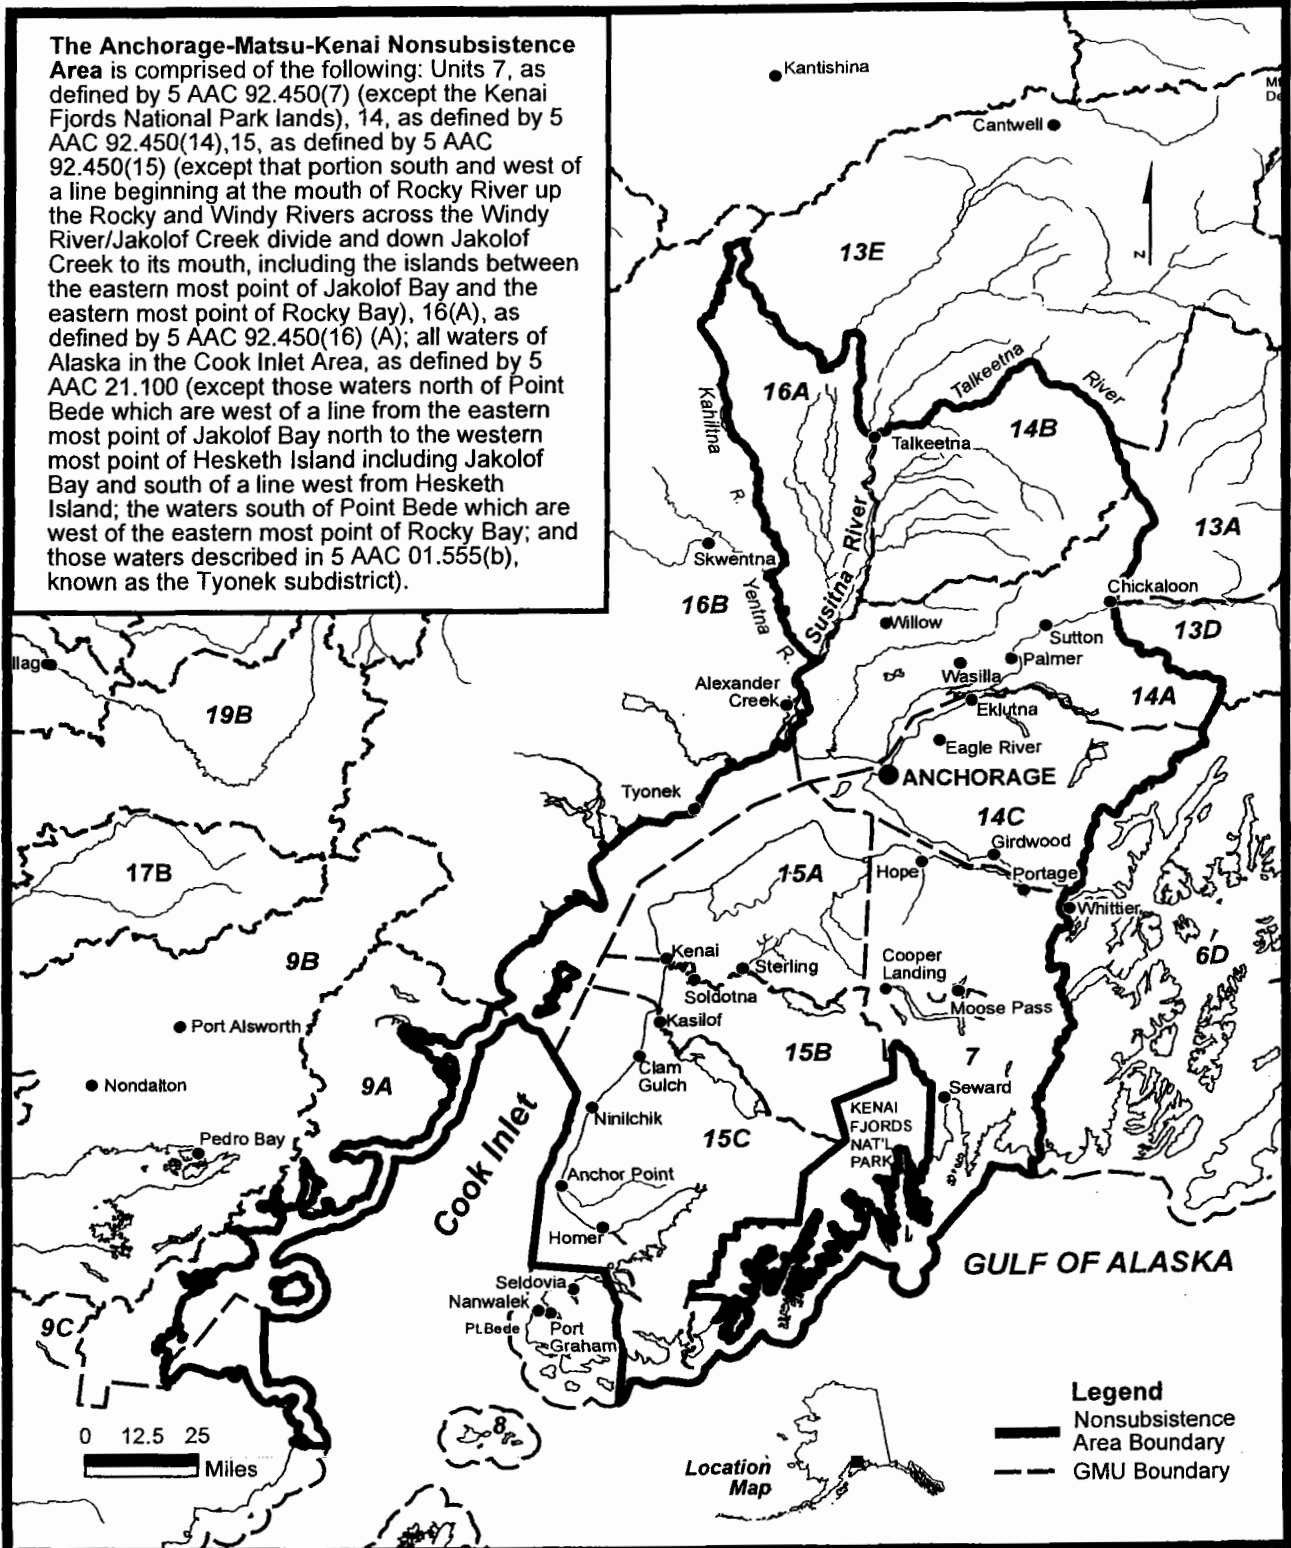 The Anchorage-Matsu-Kenai Nonsubsistence
Area is comprised of the following: Units 7, as
defined by 5 AAC 92.450(7) (except the Kenai
Fjords National Park lands), 14, as defined by 5
AAC 92.450(14),15, as defined by 5 AAC
92.450(15) (except that portion south and west of
a line beginning at the mouth of Rocky River up
the Rocky and Windy Rivers across the Windy
River/Jakolof Creek divide and down Jakolof
Creek to its mouth, including the islands between
the eastern most point of Jakolof Bay and the
eastern most point of Rocky Bay), 16(A), as
defined by 5 AAC 92.450(16) (A); all waters of
Alaska in the Cook Inlet Area, as defined by 5
AAC 21.100 (except those waters north of Point
Bede which are west of a line from the eastern
most point of Jakolof Bay north to the western
most point of Hesketh Island including Jakolof
Bay and south of a line west from Hesketh
Island; the waters south of Point Bede which are
west of the eastern most point of Rocky Bay; and
those waters described in 5 AAC 01.555(b),
known as the Tyonek subdistrict).
Kantishina
Cantwell
N
13E
16A
Kahiltna
R.
Talkeetna
River
14B
Talkeetna
13A
Skwentna
16B
Yentna
R.
Susitna River
Chickaloon
Willow
13D
Sutton
Palmer
Wasilla
Alexander
Creek
14A
Eklutna
llag
19B
Eagle River
ANCHORAGE
Tyonek
14C
Girdwood
17B
15A
Hope
Portage
Whittier
9B
Kenai
Sterling
Cooper
Landing
6D
Soldotna
Moose Pass
Port Alsworth
Kasilof
15B
7
Clam
Gulch
Nondalton
9A
Seward
KENAI
FJORDS
NAT'L
PARK
Ninilchik
15C
Pedro Bay
Cook Inlet
Anchor Point
Homer
GULF OF ALASKA
Seldovia
Nanwalek
Pt.Bede
Port
Graham
9C
8
0 12.5 25
Miles
Location
Map
Legend
Nonsubsistence
Area Boundary
GMU Boundary